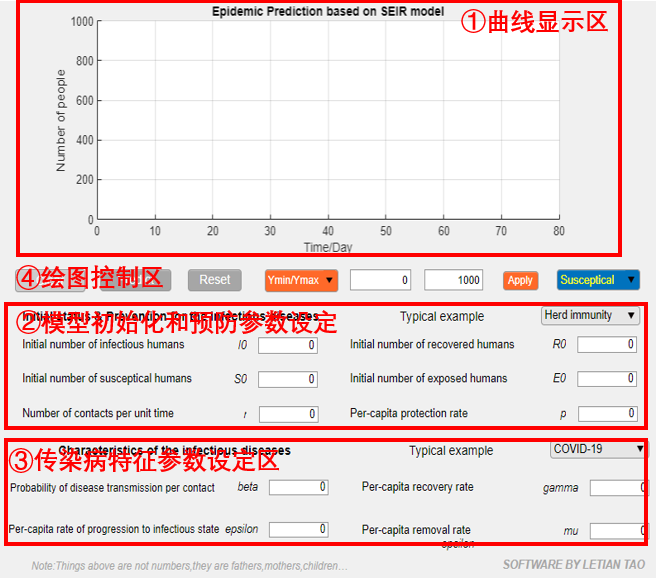 Epidemic Prediction based on SEIR model
①曲线显示区
1000
800
600
400
200
0
Number of people
0 10 20 30 40 50 60 70 80
Time/Day
④绘图控制区
Reset Ymin/Ymax 0 1000 Apply Susceptical
Initial status & Prevention for the infectious diseases
②模型初始化和预防参数设定
Typical example Herd immunity
Initial number of infectious humans I0 0 Initial number of recovered humans R0 0
Initial number of susceptical humans S0 0 Initial number of exposed humans E0 0
Number of contacts per unit time r 0 Per-capita protection rate p 0
Characteristics of the infectious diseases
③传染病特征参数设定区
Typical example COVID-19
Probability of disease transmission per contact beta 0 Per-capita recovery rate gamma 0
Per-capita rate of progression to infectious state epsilon 0 Per-capita removal rate mu 0
epsilon
Note:Things above are not numbers,they are fathers,mothers,children...
SOFTWARE BY LETIAN TAO